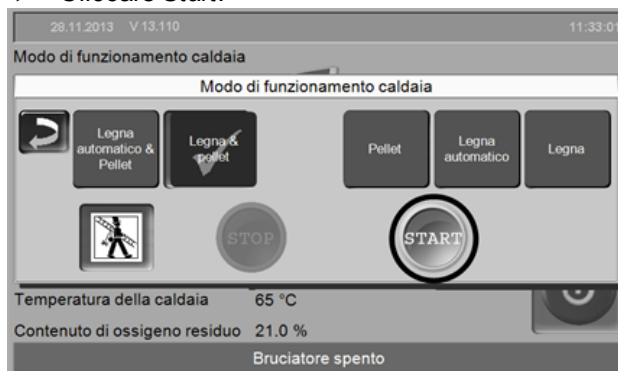 28.11.2013 V 13.110 11:33:01
Modo di funzionamento caldaia
Modo di funzionamento caldaia
Legna automatico & Pellet
Legna & pellet
Pellet
Legna automatico
Legna
STOP
START
Temperatura della caldaia 65 °C
Contenuto di ossigeno residuo 21.0 %
Bruciatore spento